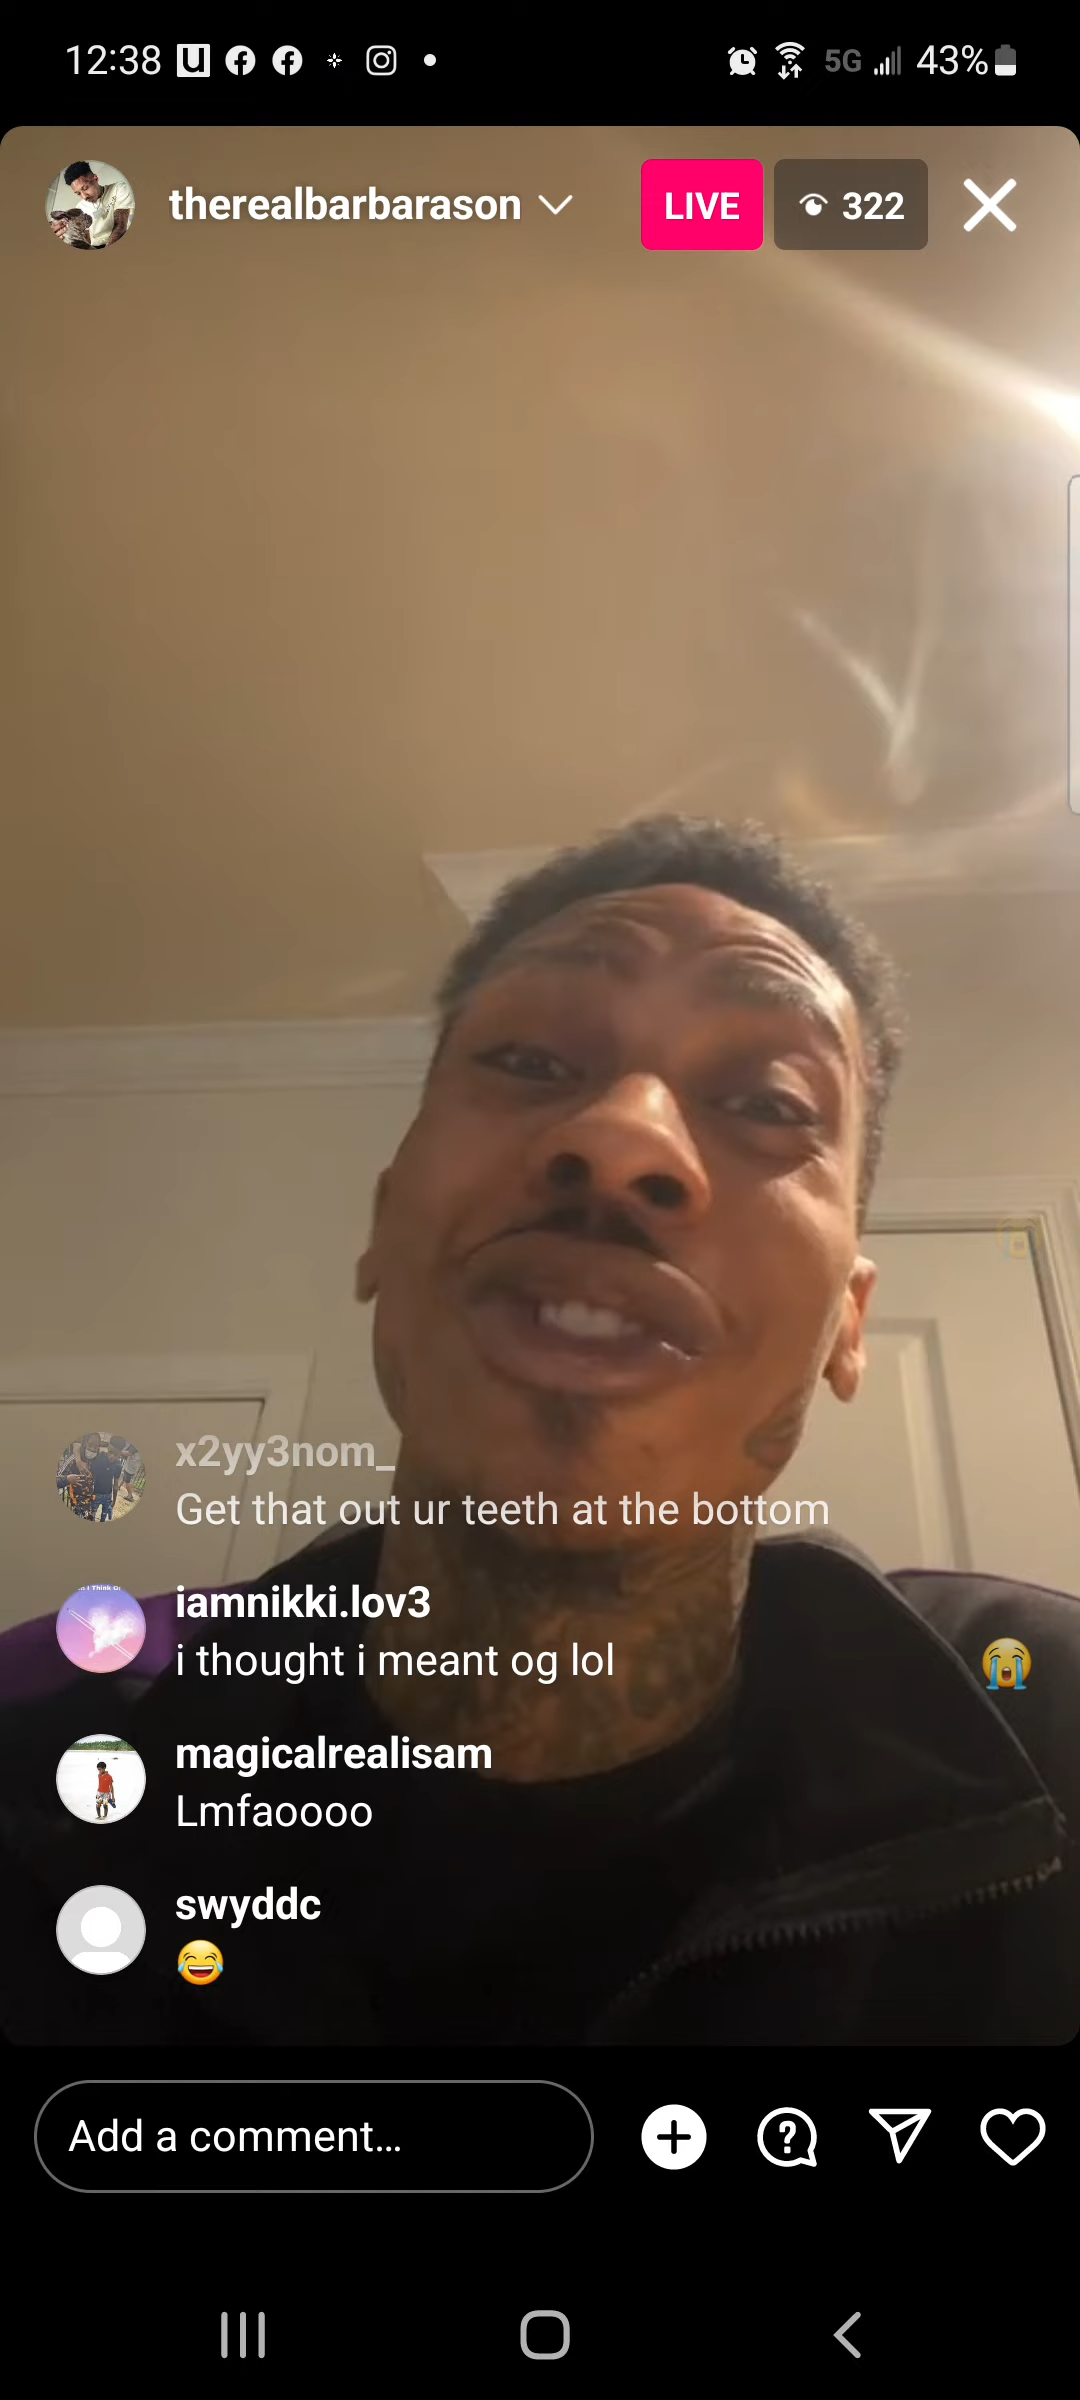 12:38
5G 43%
therealbarbarason
LIVE 322
x2yy3nom_
Get that out ur teeth at the bottom
iamnikki.lov3
i thought i meant og lol
magicalrealisam
Lmfaoooo
swyddc
😂
Add a comment...